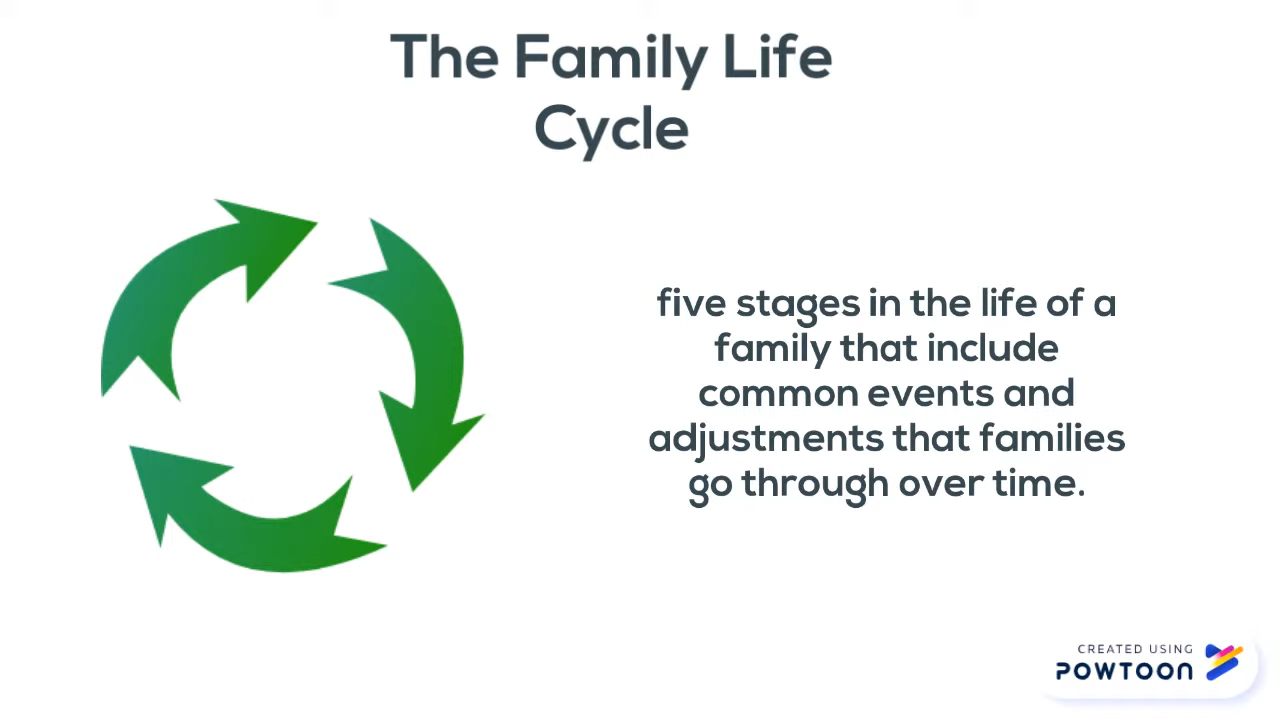 The Family Life
Cycle
five stages in the life of a
family that include
common events and
adjustments that families
go through over time.
CREATED USING
POWTOON